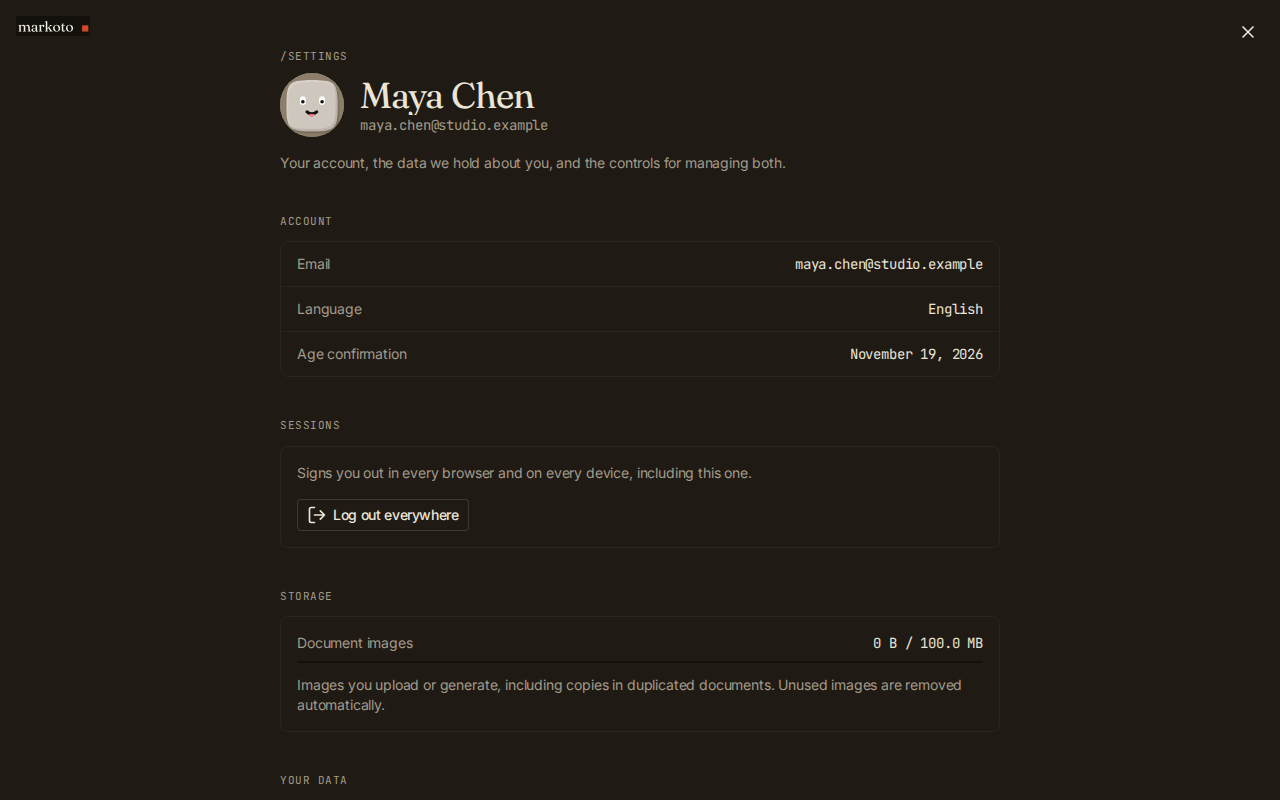 markoto
/SETTINGS
Maya Chen
maya.chen@studio.example
Your account, the data we hold about you, and the controls for managing both.
ACCOUNT
Email maya.chen@studio.example
Language English
Age confirmation November 19, 2026
SESSIONS
Signs you out in every browser and on every device, including this one.
Log out everywhere
STORAGE
Document images 0 B / 100.0 MB
Images you upload or generate, including copies in duplicated documents. Unused images are removed
automatically.
YOUR DATA